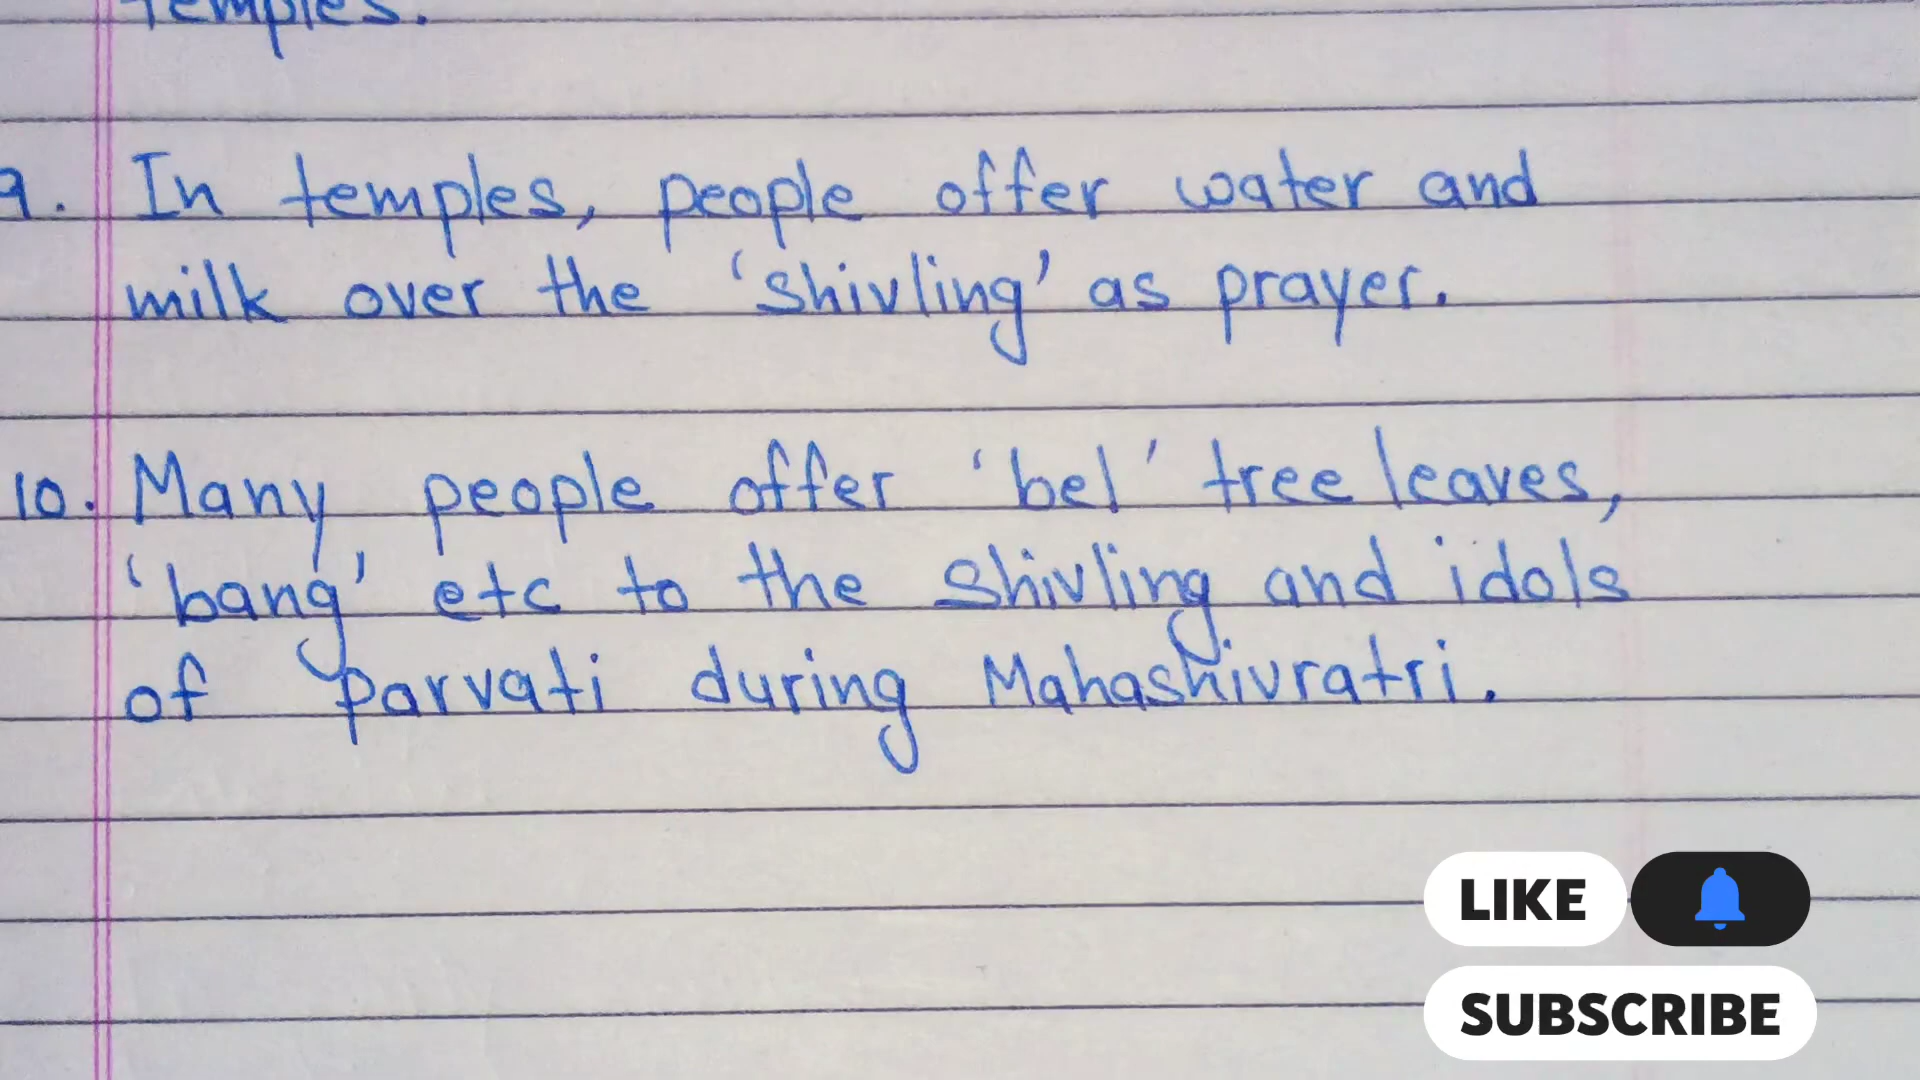 temples.
9. In temples, people offer water and
milk over the 'shivling' as prayer.
10. Many people offer 'bel' tree leaves,
'bang' etc to the Shivling and idols
of Parvati during Mahashivratri.
LIKE
SUBSCRIBE